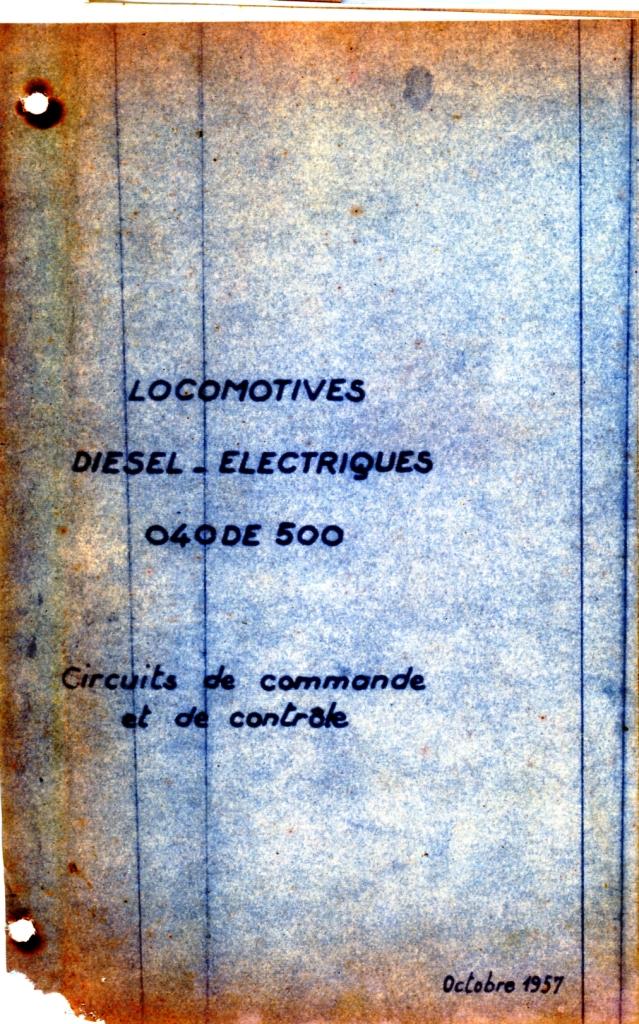 LOCOMOTIVES
DIESEL - ELECTRIQUES
040 DE 500
Circuits de commande
et de contrôle
Octobre 1957